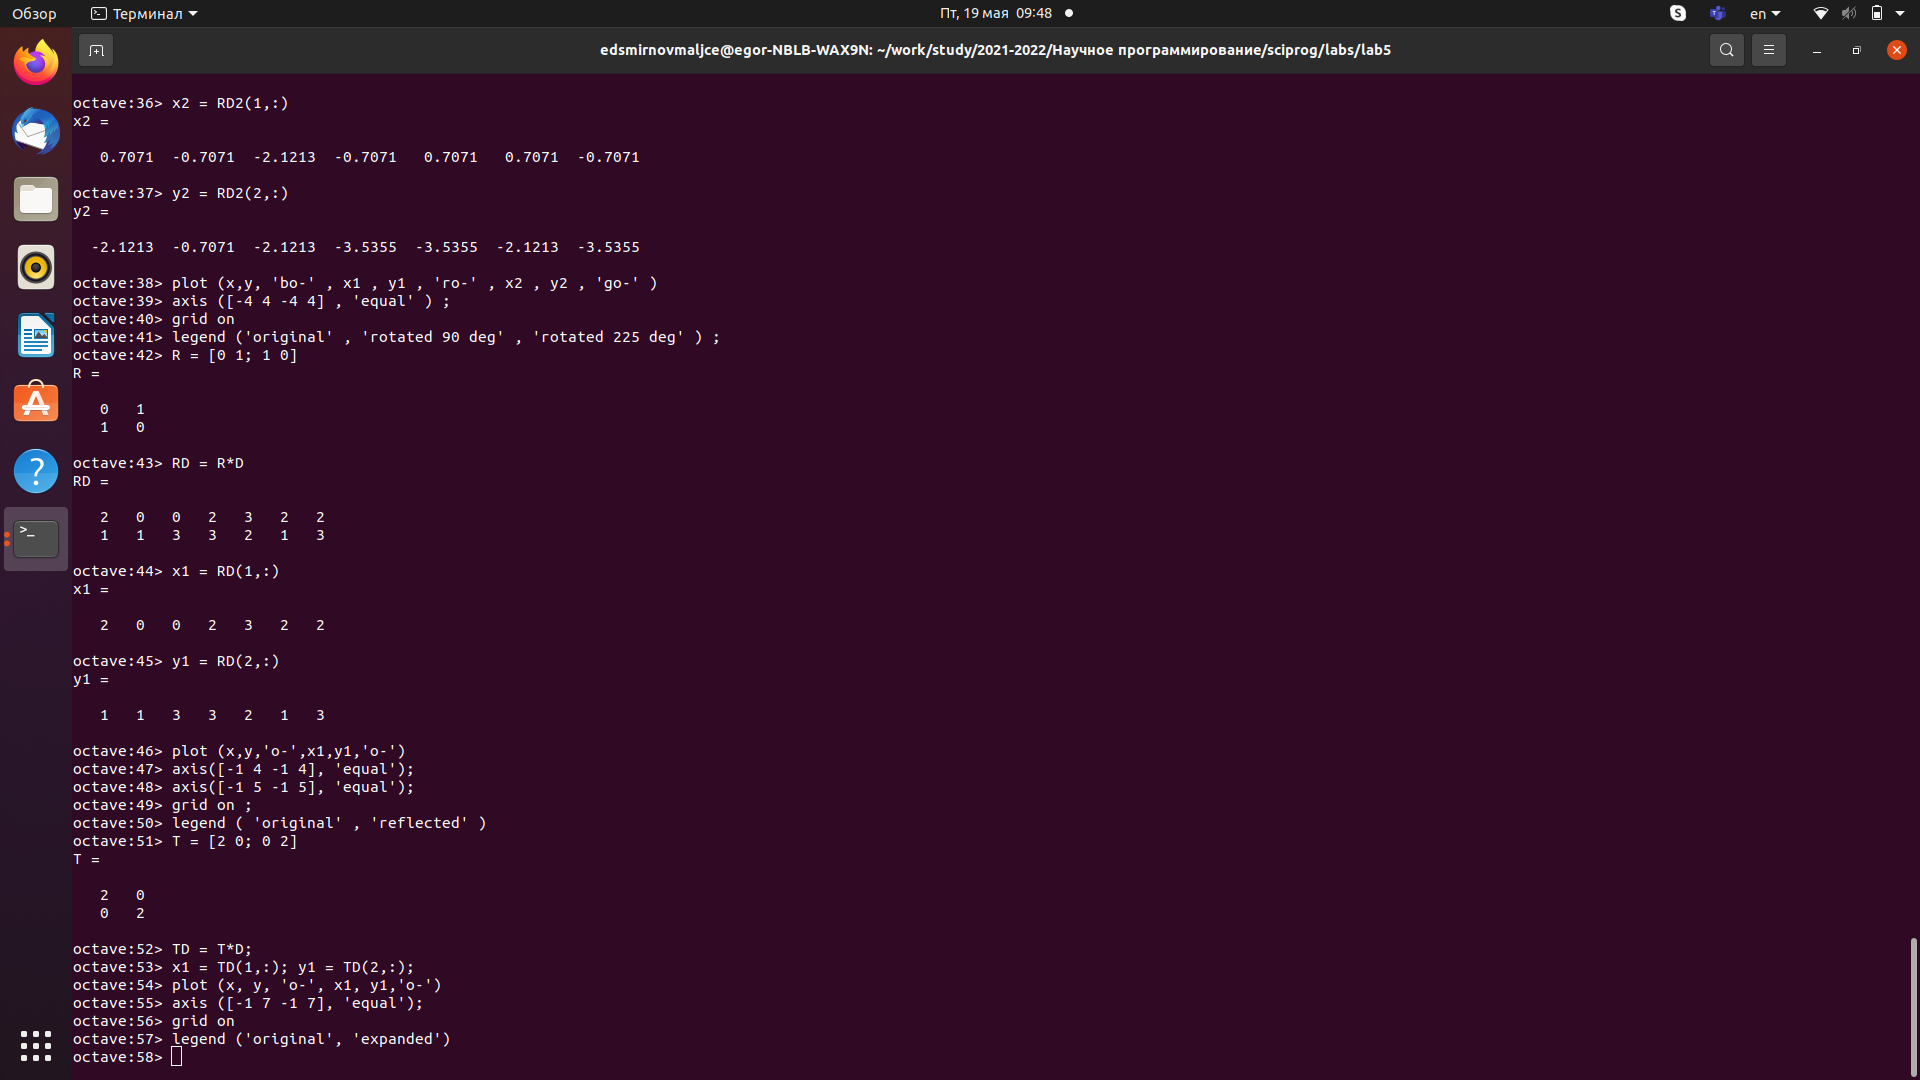 Обзор
Терминал
Пт, 19 мая 09:48
en
edsmirnovmaljce@egor-NBLB-WAX9N: ~/work/study/2021-2022/Научное программирование/sciprog/labs/lab5
octave:36> x2 = RD2(1,:)
x2 =
0.7071 -0.7071 -2.1213 -0.7071 0.7071 0.7071 -0.7071
octave:37> y2 = RD2(2,:)
y2 =
-2.1213 -0.7071 -2.1213 -3.5355 -3.5355 -2.1213 -3.5355
octave:38> plot (x,y, 'bo-' , x1 , y1 , 'ro-' , x2 , y2 , 'go-' )
octave:39> axis ([-4 4 -4 4] , 'equal' ) ;
octave:40> grid on
octave:41> legend ('original' , 'rotated 90 deg' , 'rotated 225 deg' ) ;
octave:42> R = [0 1; 1 0]
R =
0 1
1 0
octave:43> RD = R*D
RD =
2 0 0 2 3 2 2
1 1 3 3 2 1 3
octave:44> x1 = RD(1,:)
x1 =
2 0 0 2 3 2 2
octave:45> y1 = RD(2,:)
y1 =
1 1 3 3 2 1 3
octave:46> plot (x,y,'o-',x1,y1,'o-')
octave:47> axis([-1 4 -1 4], 'equal');
octave:48> axis([-1 5 -1 5], 'equal');
octave:49> grid on ;
octave:50> legend ( 'original' , 'reflected' )
octave:51> T = [2 0; 0 2]
T =
2 0
0 2
octave:52> TD = T*D;
octave:53> x1 = TD(1,:); y1 = TD(2,:);
octave:54> plot (x, y, 'o-', x1, y1,'o-')
octave:55> axis ([-1 7 -1 7], 'equal');
octave:56> grid on
octave:57> legend ('original', 'expanded')
octave:58>